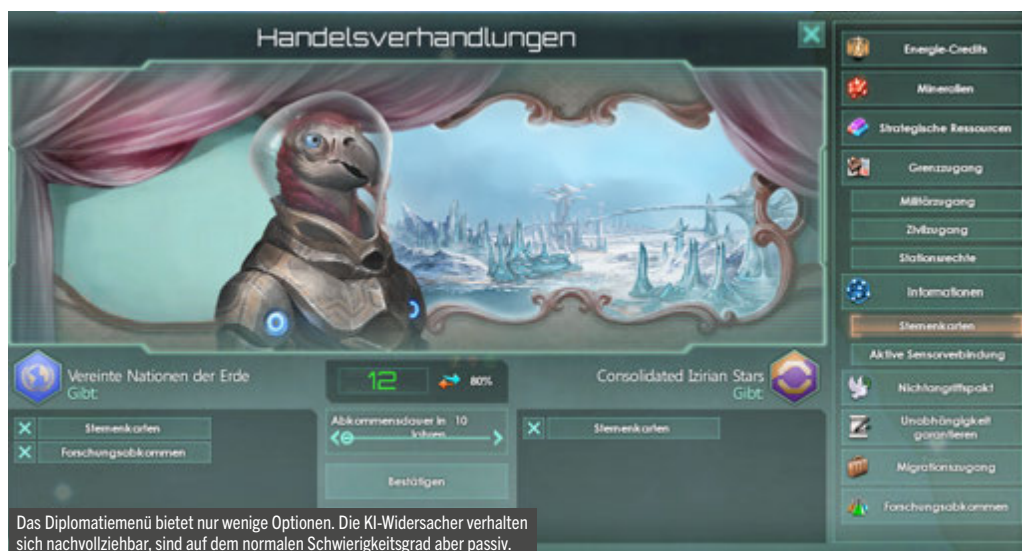 Handelsverhandlungen
Energie-Credits
Mineralien
Strategische Ressourcen
Grenzzugang
Militärzugang
Zivilzugang
Stationsrechte
Informationen
Sternenkarten
Aktive Sensorverbindung
Nichtangriffspakt
Unabhängigkeit
garantieren
Migrationszugang
Forschungsabkommen
Vereinte Nationen der Erde
Gibt:
12
80%
Consolidated Izirian Stars
Gibt:
Sternenkarten
Forschungsabkommen
Abkommensdauer in 10
Jahren
Bestätigen
Sternenkarten
Das Diplomatiemenü bietet nur wenige Optionen. Die KI-Widersacher verhalten
sich nachvollziehbar, sind auf dem normalen Schwierigkeitsgrad aber passiv.